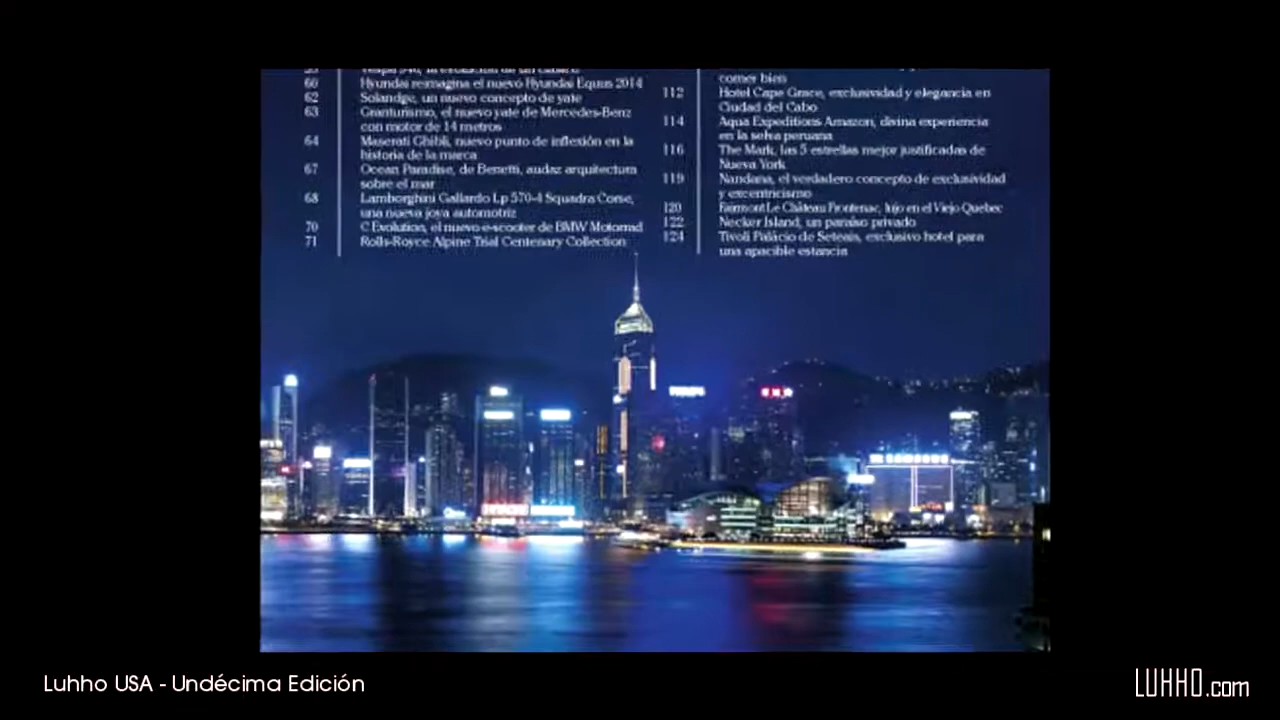 60 Hyundai reimagina el nuevo Hyundai Equus 2014
62 Solandge, un nuevo concepto de yate
63 Granturismo, el nuevo yate de Mercedes-Benz
con motor de 14 metros
64 Maserati Ghibli, nuevo punto de inflexión en la
historia de la marca
67 Ocean Paradise, de Benetti, audaz arquitectura
sobre el mar
68 Lamborghini Gallardo Lp 570-4 Squadra Corse,
una nueva joya automotriz
70 C Evolution, el nuevo e-scooter de BMW Motorrad
71 Rolls-Royce Alpine Trial Centenary Collection
comer bien
112 Hotel Cape Grace, exclusividad y elegancia en
Ciudad del Cabo
114 Aqua Expeditions Amazon, divina experiencia
en la selva peruana
116 The Mark, las 5 estrellas mejor justificadas de
Nueva York
119 Nandana, el verdadero concepto de exclusividad
y excentricismo
120 Fairmont Le Château Frontenac, lujo en el Viejo Quebec
122 Necker Island, un paraíso privado
124 Tivoli Palácio de Seteais, exclusivo hotel para
una apacible estancia
PHILIPS
SAMSUNG
HITACHI
Luhho USA - Undécima Edición
LUHHO.com